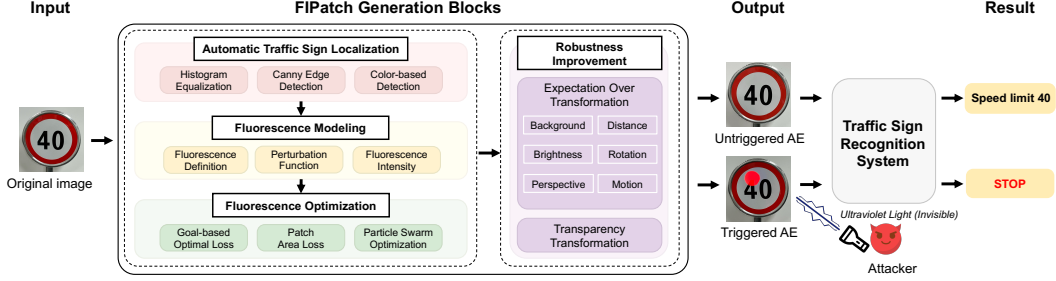 Input
FIPatch Generation Blocks
Output
Result
Automatic Traffic Sign Localization
Histogram
Equalization
Canny Edge
Detection
Color-based
Detection
Fluorescence Modeling
Fluorescence
Definition
Perturbation
Function
Fluorescence
Intensity
Fluorescence Optimization
Goal-based
Optimal Loss
Patch
Area Loss
Particle Swarm
Optimization
Robustness
Improvement
Expectation Over
Transformation
Background
Distance
Brightness
Rotation
Perspective
Motion
Transparency
Transformation
40
Original image
40
Untriggered AE
40
Triggered AE
Traffic Sign
Recognition
System
Speed limit 40
STOP
Ultraviolet Light (Invisible)
Attacker